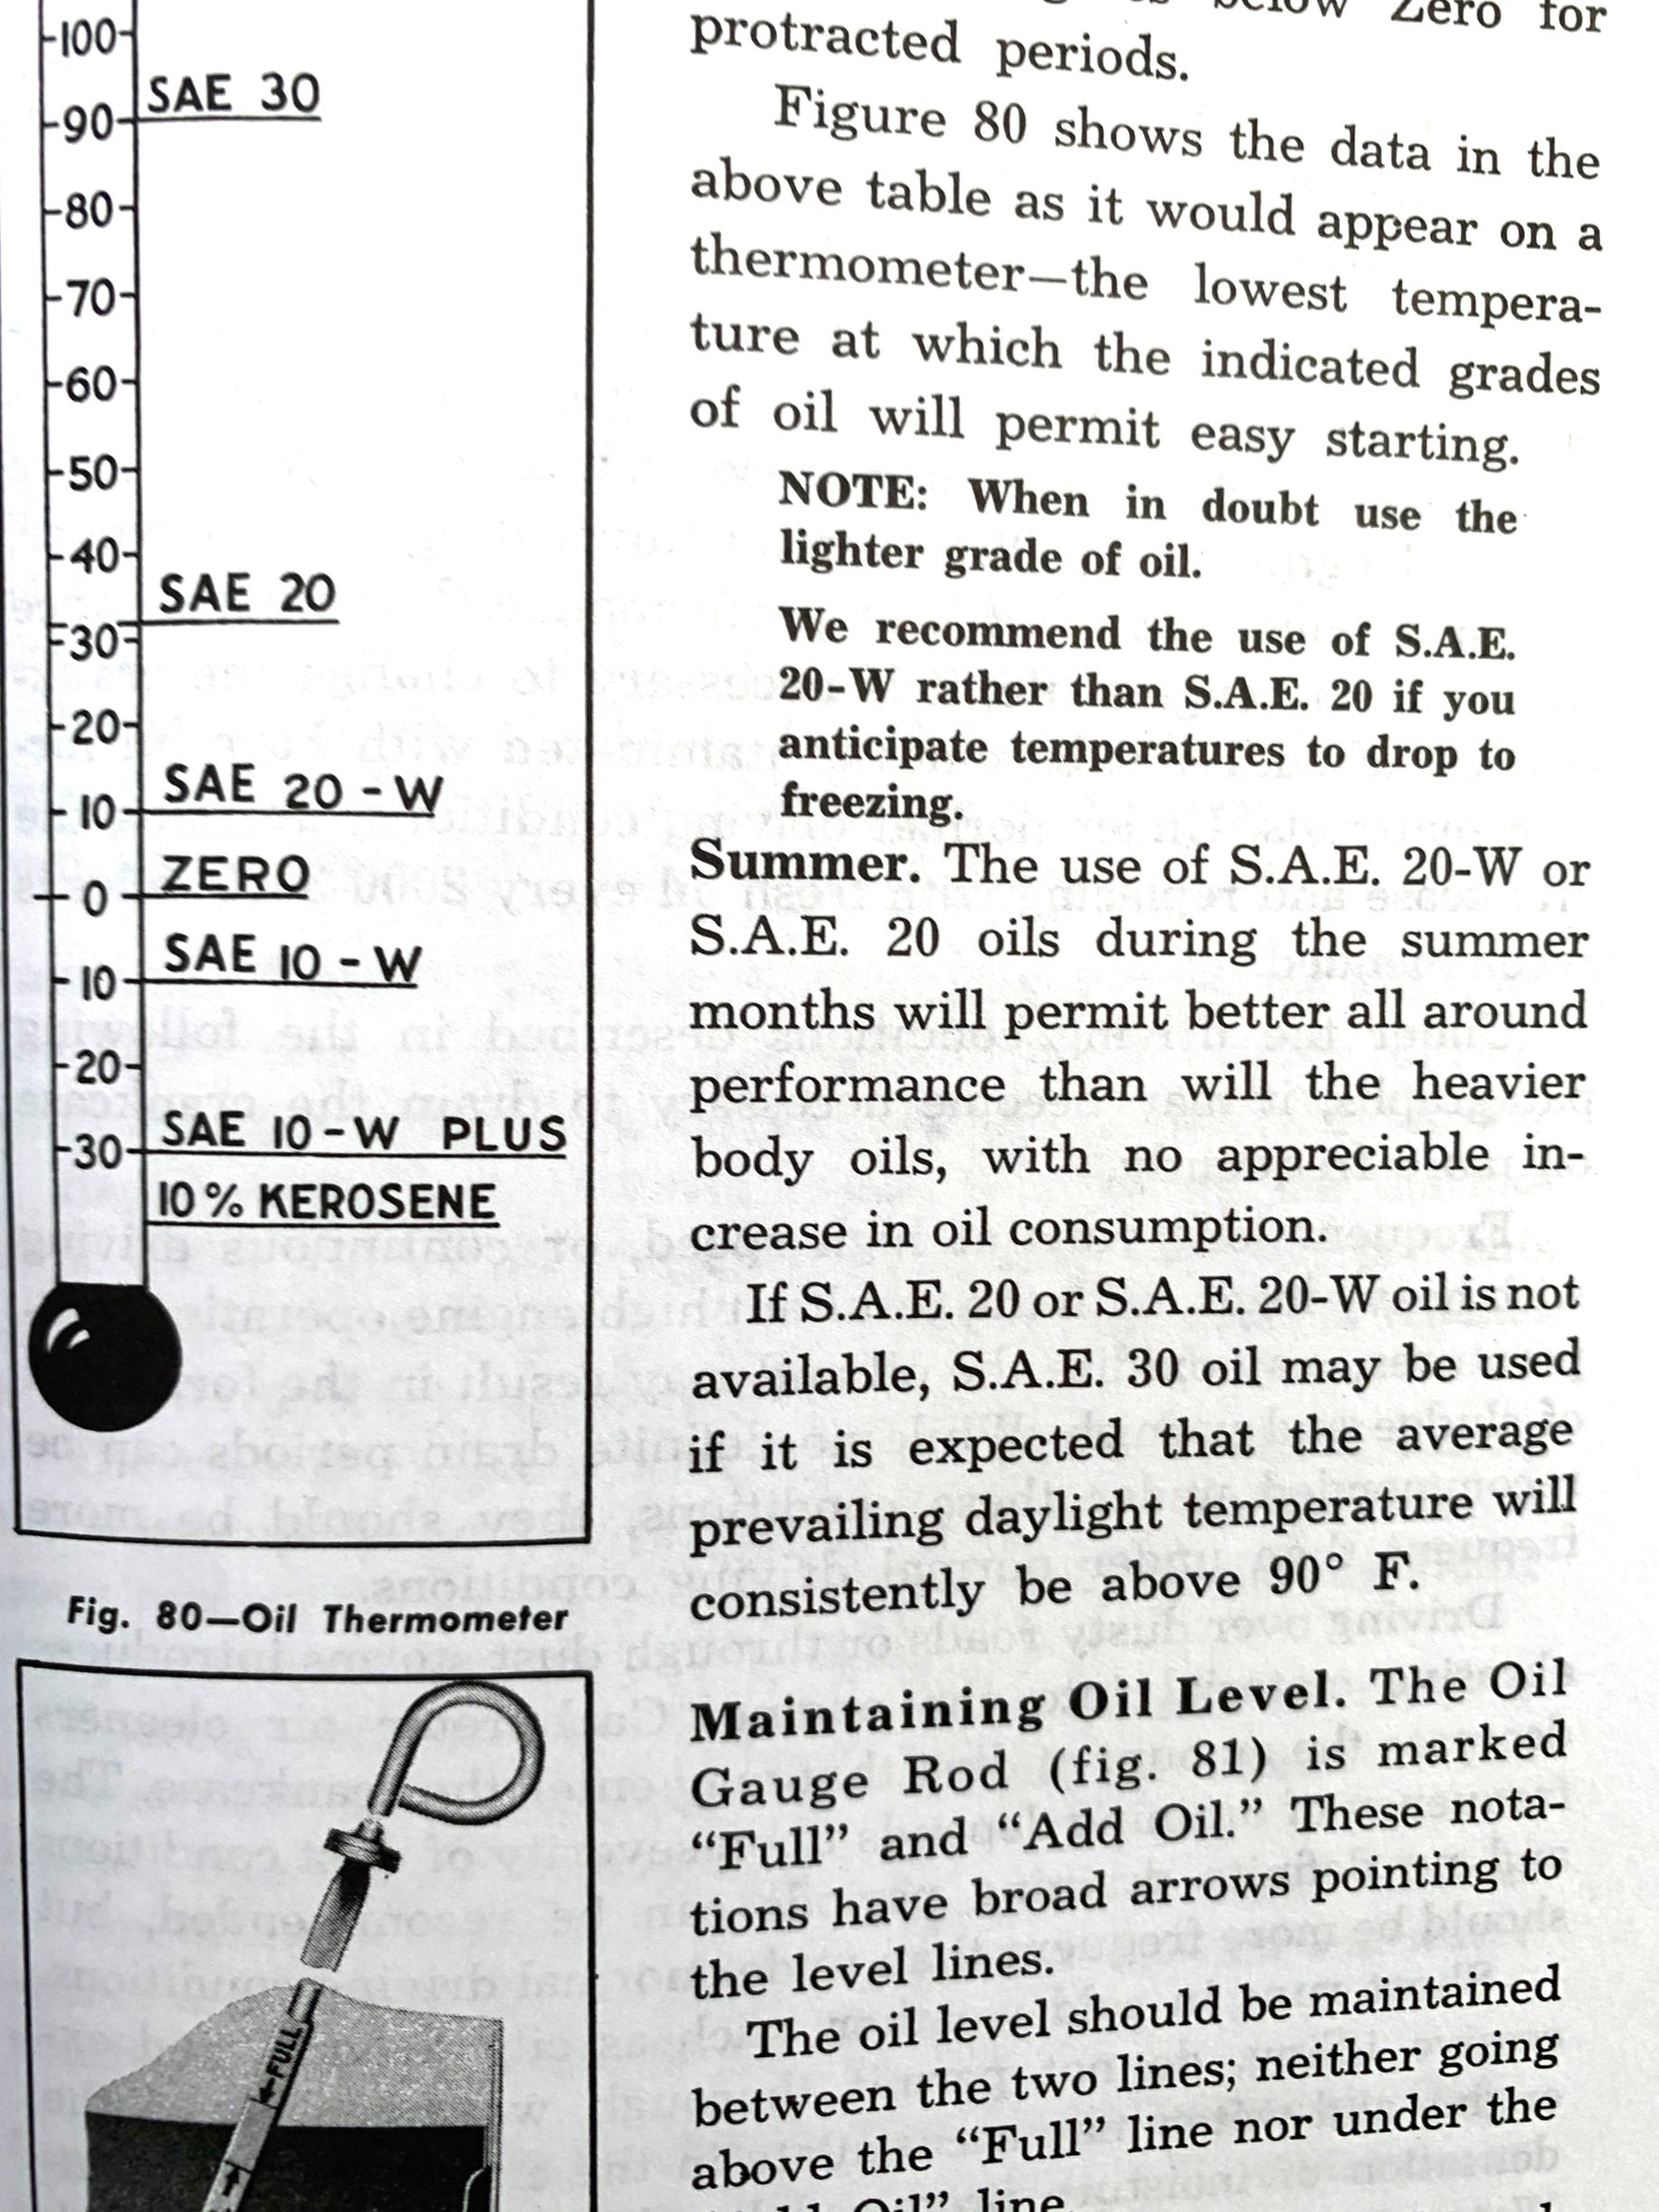 100
SAE 30
90
80
70
60
50
40
SAE 20
30
20
SAE 20-W
10
ZERO
0
SAE 10-W
10
20
SAE 10-W PLUS
30
10% KEROSENE
Fig. 80—Oil Thermometer
FULL
below Zero for
protracted periods.
Figure 80 shows the data in the
above table as it would appear on a
thermometer—the lowest tempera-
ture at which the indicated grades
of oil will permit easy starting.
NOTE: When in doubt use the
lighter grade of oil.
We recommend the use of S.A.E.
20-W rather than S.A.E. 20 if you
anticipate temperatures to drop to
freezing.
Summer. The use of S.A.E. 20-W or
S.A.E. 20 oils during the summer
months will permit better all around
performance than will the heavier
body oils, with no appreciable in-
crease in oil consumption.
If S.A.E. 20 or S.A.E. 20-W oil is not
available, S.A.E. 30 oil may be used
if it is expected that the average
prevailing daylight temperature will
consistently be above 90° F.
Maintaining Oil Level. The Oil
Gauge Rod (fig. 81) is marked
“Full” and “Add Oil.” These nota-
tions have broad arrows pointing to
the level lines.
The oil level should be maintained
between the two lines; neither going
above the “Full” line nor under the
Oil” line.